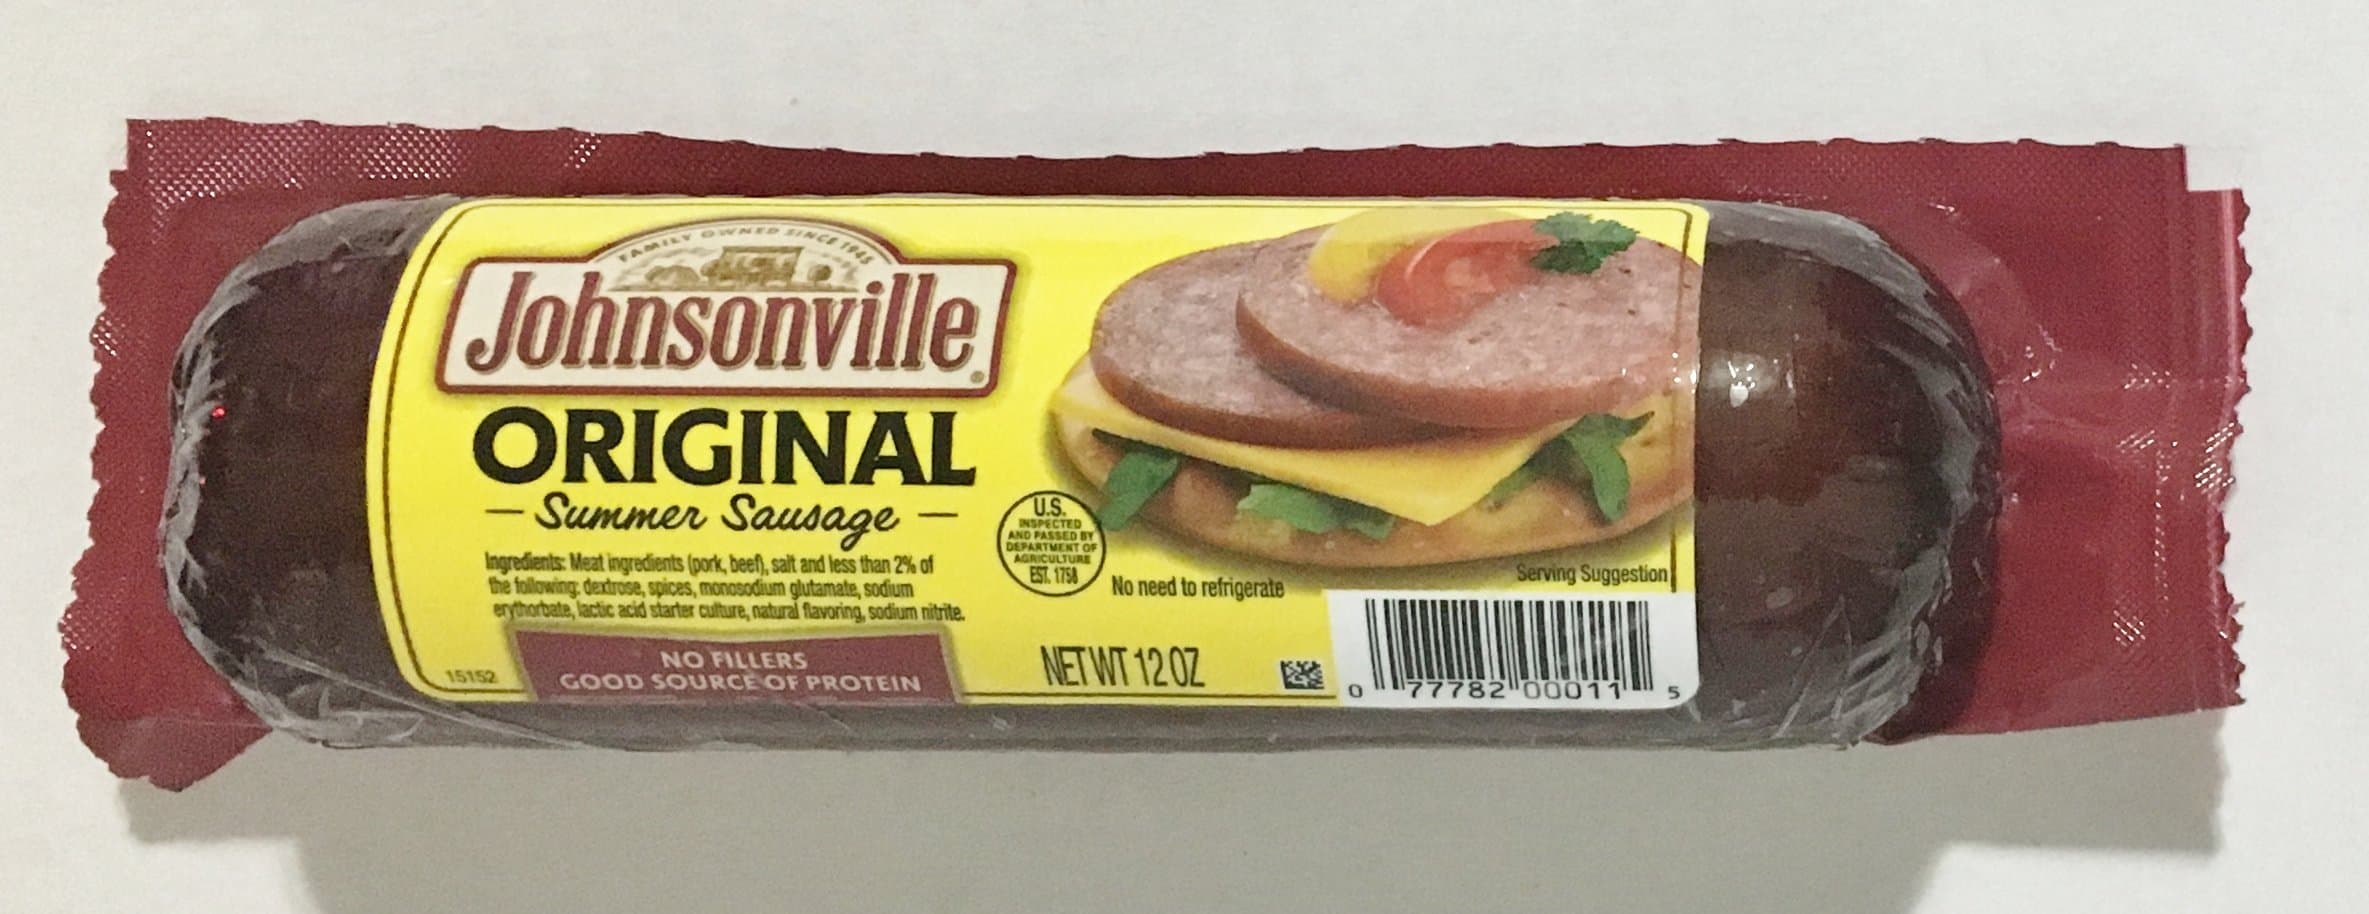 FAMILY OWNED SINCE 1945
Johnsonville
ORIGINAL
— Summer Sausage —
Ingredients: Meat ingredients (pork, beef), salt and less than 2% of
the following: dextrose, spices, monosodium glutamate, sodium
erythorbate, lactic acid starter culture, natural flavoring, sodium nitrite.
15152
NO FILLERS
GOOD SOURCE OF PROTEIN
U.S.
INSPECTED
AND PASSED BY
DEPARTMENT OF
AGRICULTURE
EST. 1758
No need to refrigerate
Serving Suggestion
NET WT 12 OZ
0 77782 00011 5